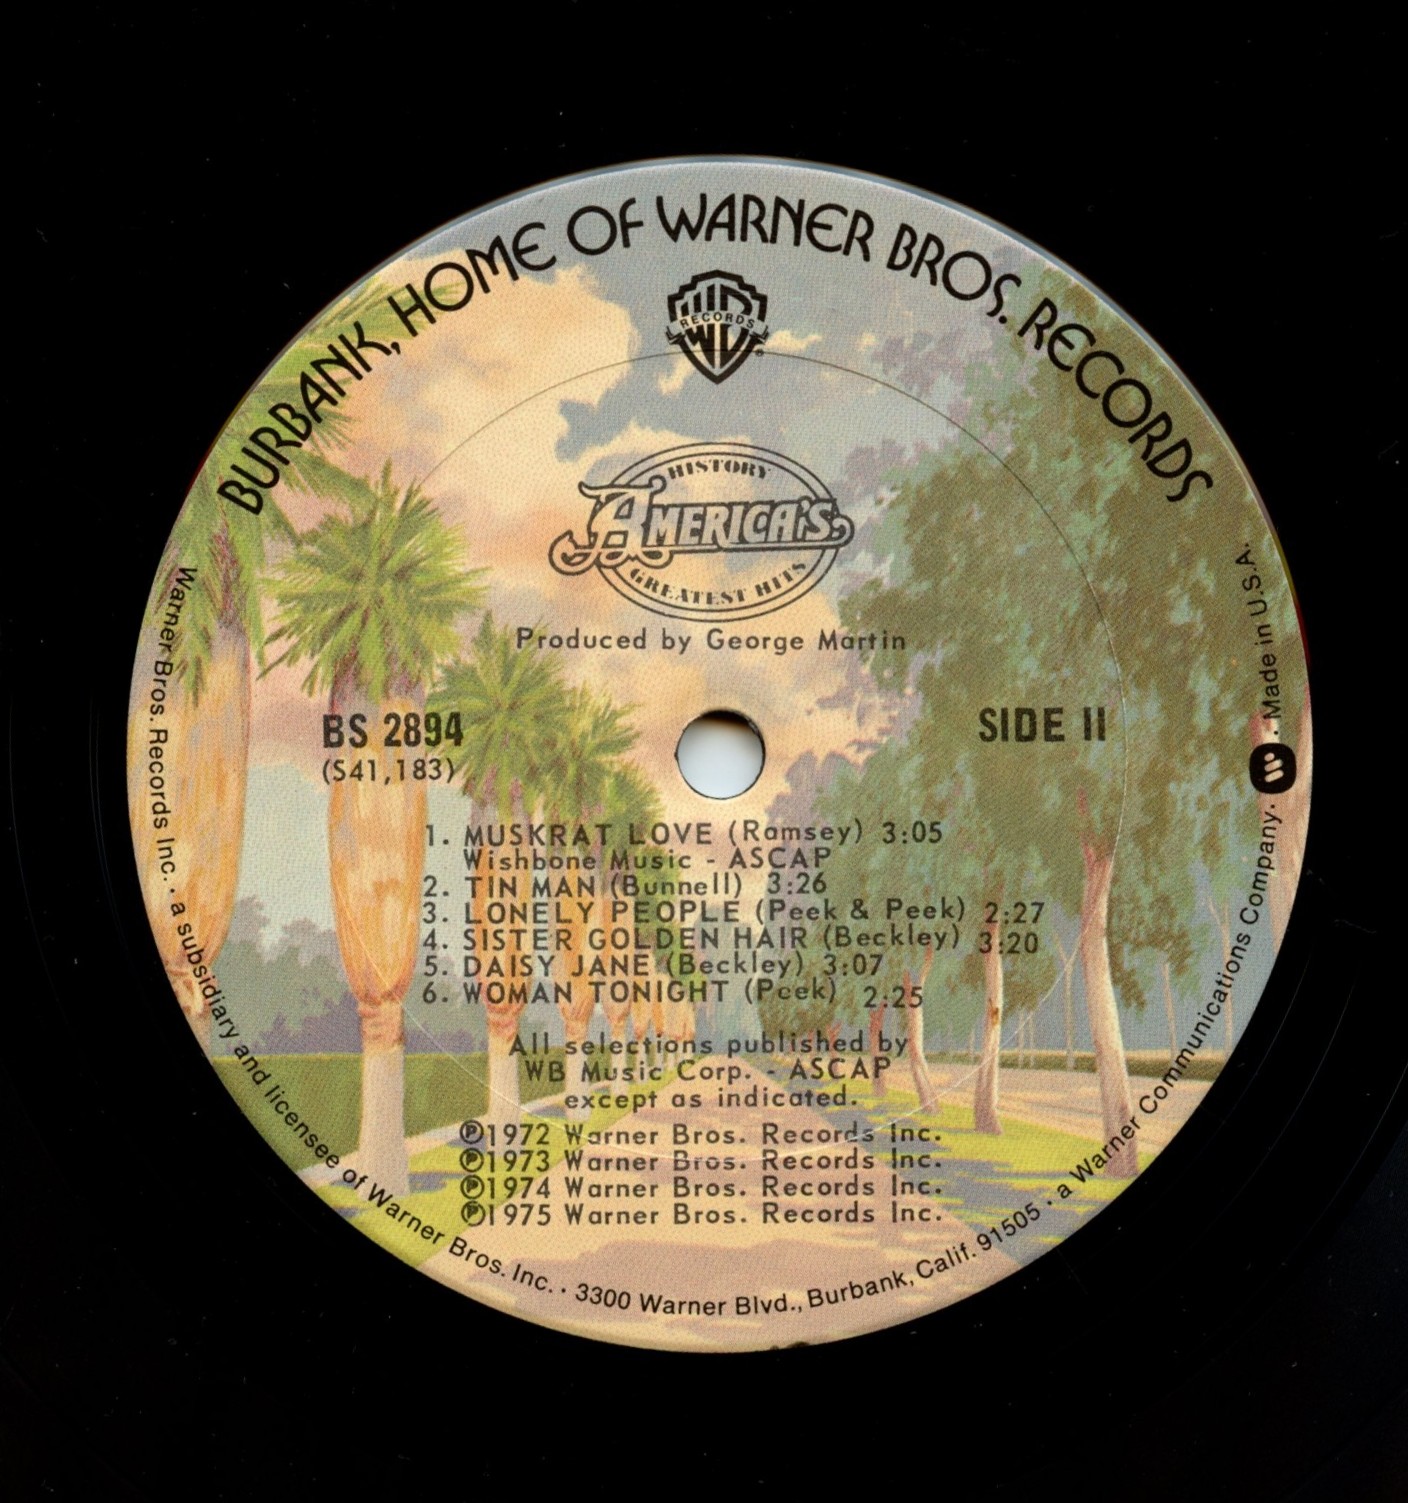 BURBANK, HOME OF WARNER BROS. RECORDS
RECORDS
HISTORY
AMERICA'S
GREATEST HITS
Produced by George Martin
BS 2894
(S41,183)
SIDE II
1. MUSKRAT LOVE (Ramsey) 3:05
Wishbone Music - ASCAP
2. TIN MAN (Bunnell) 3:26
3. LONELY PEOPLE (Peek & Peek) 2:27
4. SISTER GOLDEN HAIR (Beckley) 3:20
5. DAISY JANE (Beckley) 3:07
6. WOMAN TONIGHT (Peek) 2:25
All selections published by
WB Music Corp. - ASCAP
except as indicated.
℗1972 Warner Bros. Records Inc.
℗1973 Warner Bros. Records Inc.
℗1974 Warner Bros. Records Inc.
℗1975 Warner Bros. Records Inc.
Warner Bros. Records Inc. · a subsidiary and licensee of Warner Bros. Inc. · 3300 Warner Blvd., Burbank, Calif. 91505 · a Warner Communications Company. · Made in U.S.A.